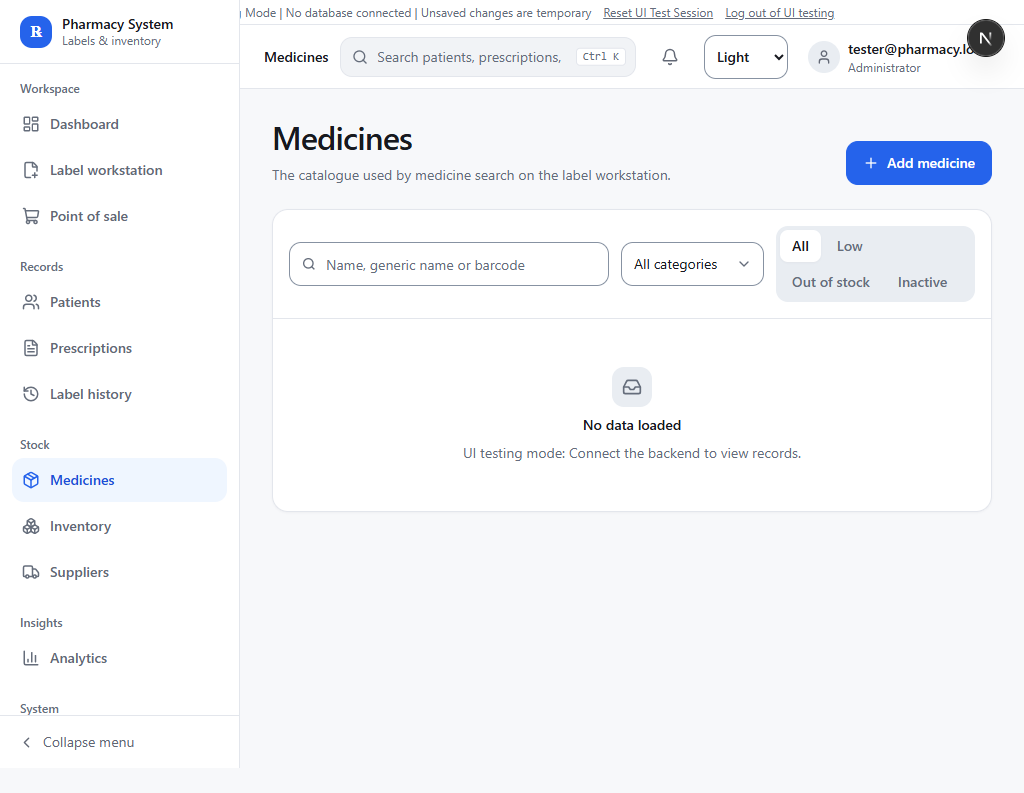 Pharmacy System
Labels & inventory
Workspace
Dashboard
Label workstation
Point of sale
Records
Patients
Prescriptions
Label history
Stock
Medicines
Inventory
Suppliers
Insights
Analytics
System
Collapse menu
Mode | No database connected | Unsaved changes are temporary Reset UI Test Session Log out of UI testing
Medicines
Search patients, prescriptions,
Ctrl K
Light
tester@pharmacy.lo
Administrator
N
Medicines
The catalogue used by medicine search on the label workstation.
Add medicine
Name, generic name or barcode
All categories
All Low
Out of stock Inactive
No data loaded
UI testing mode: Connect the backend to view records.